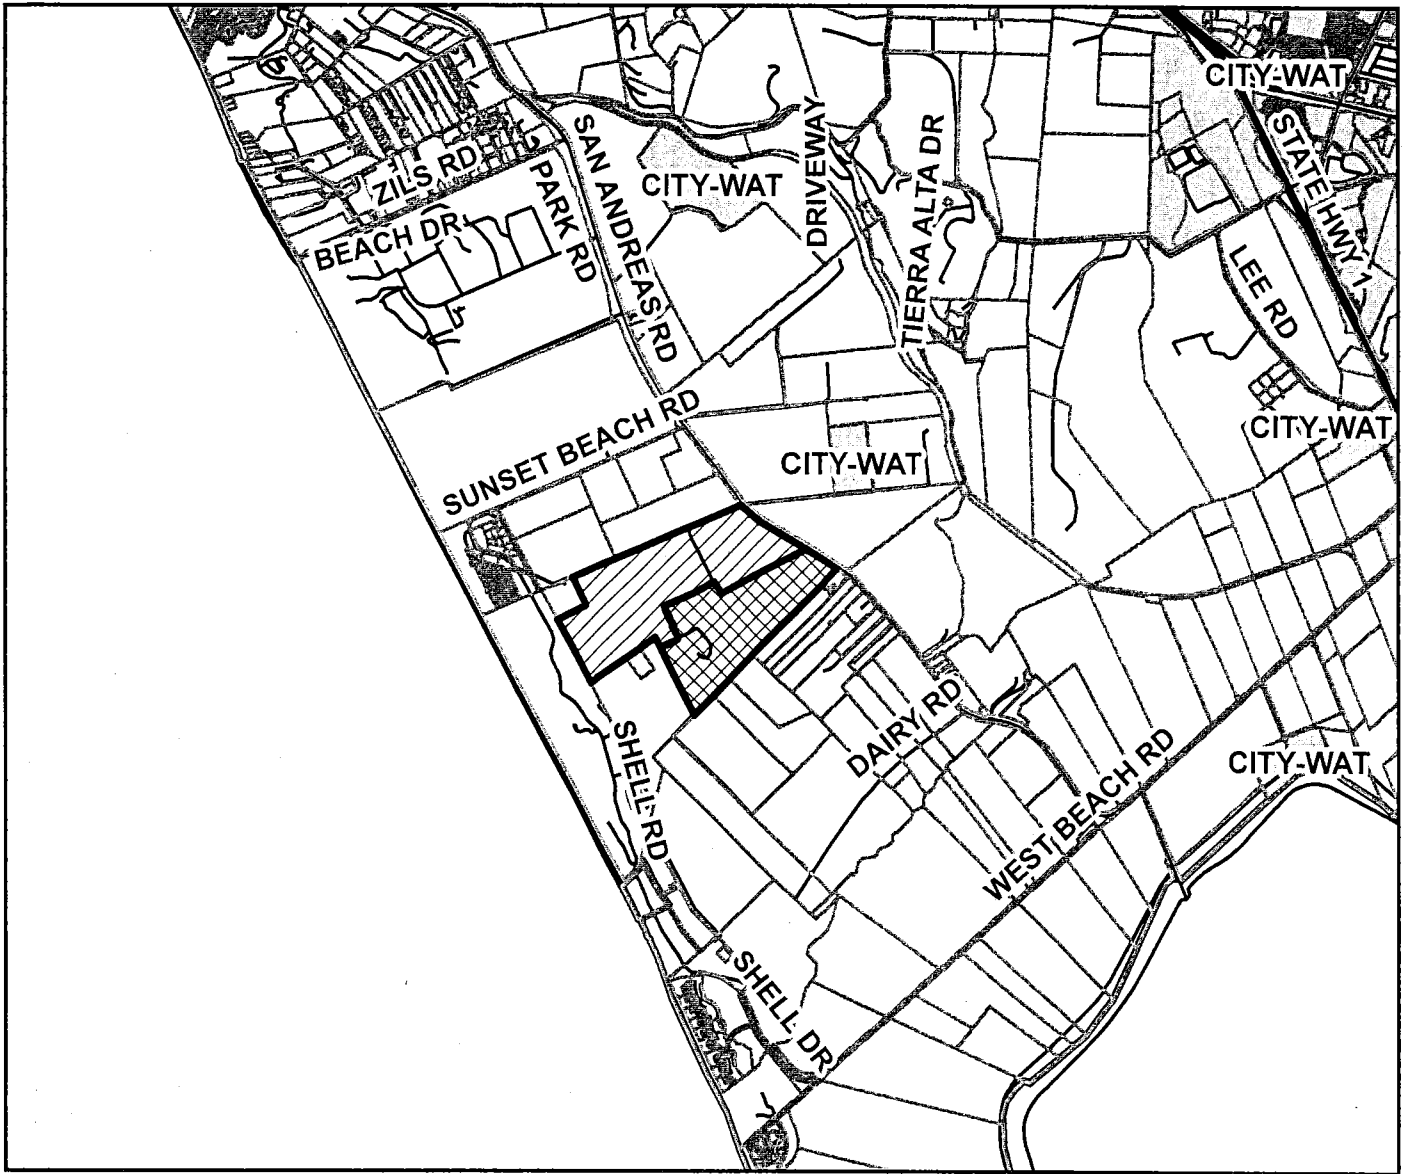 CITY-WAT
STATE HWY 1
SAN ANDREAS RD
DRIVEWAY
TIERRA ALTA DR
ZILS RD
PARK RD
CITY-WAT
BEACH DR
LEE RD
SUNSET BEACH RD
CITY-WAT
CITY-WAT
SHELL RD
DAIRY RD
WEST BEACH RD
CITY-WAT
SHELL DR